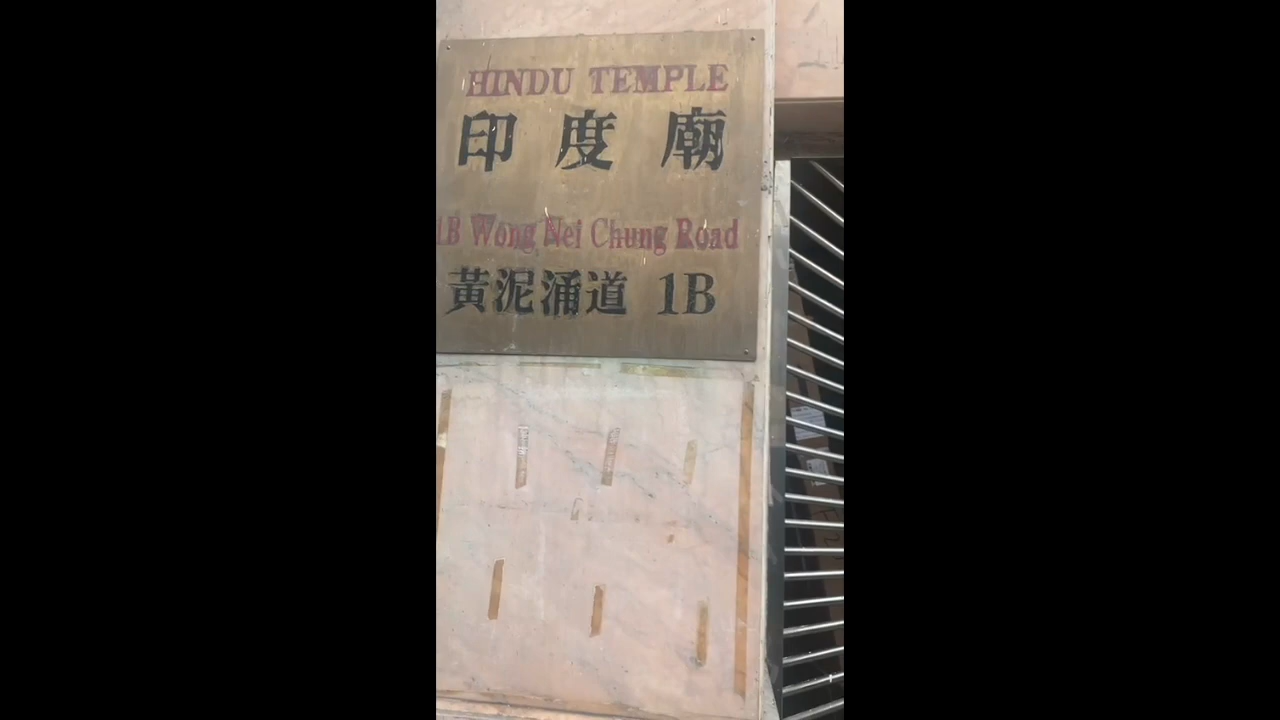 HINDU TEMPLE
印度廟
1B Wong Nei Chung Road
黃泥涌道 1B